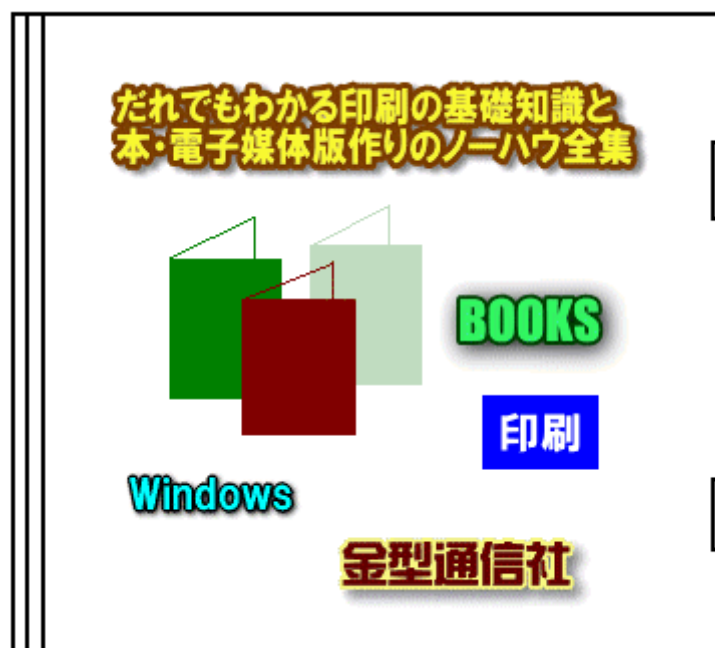 だれでもわかる印刷の基礎知識と
本・電子媒体版作りのノーハウ全集
BOOKS
印刷
Windows
金型通信社